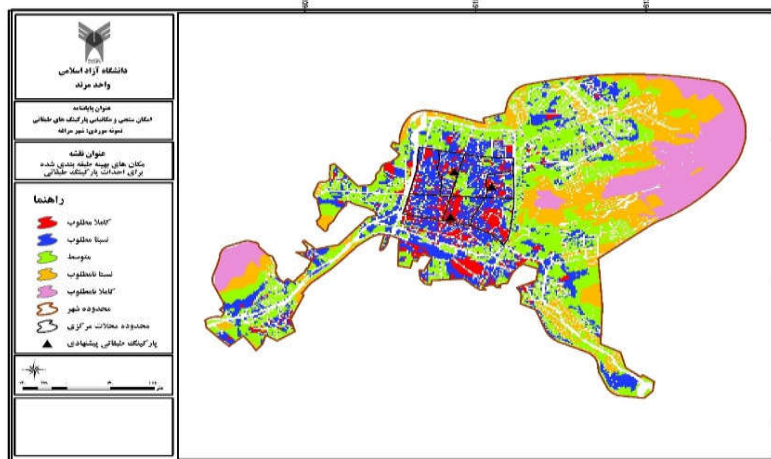 دانشگاه آزاد اسلامی
واحد مرند
عنوان پایاننامه
امکان سنجی و مکانیابی پارکینگ های طبقاتی
نمونه موردی: شهر مراغه
عنوان نقشه
مکان های بهینه طبقه بندی شده
برای احداث پارکینگ طبقاتی
راهنما
کاملا مطلوب
نسبتا مطلوب
متوسط
نسبتا نامطلوب
کاملا نامطلوب
محدوده شهر
محدوده محلات مرکزی
پارکینگ طبقاتی پیشنهادی
متر